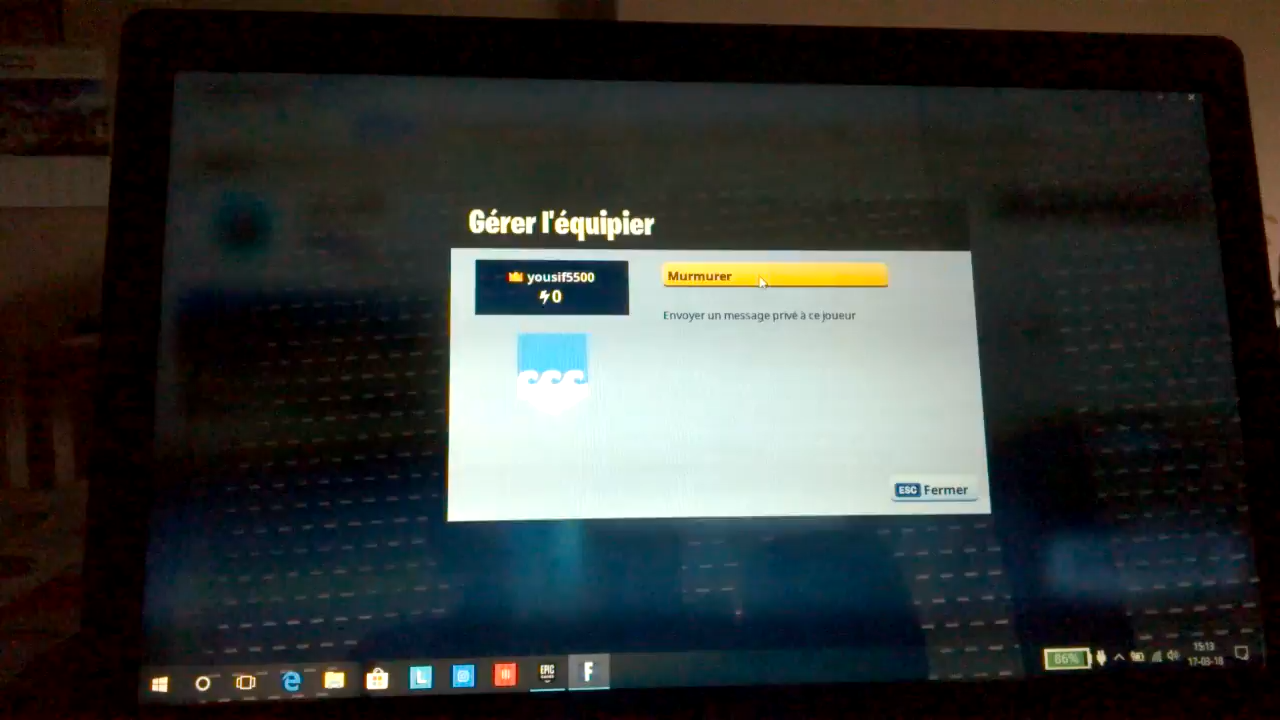 Gérer l'équipier
yousif5500
0
Murmurer
Envoyer un message privé à ce joueur
ESC Fermer
L
EPIC
F
86%
15:13
17-03-18